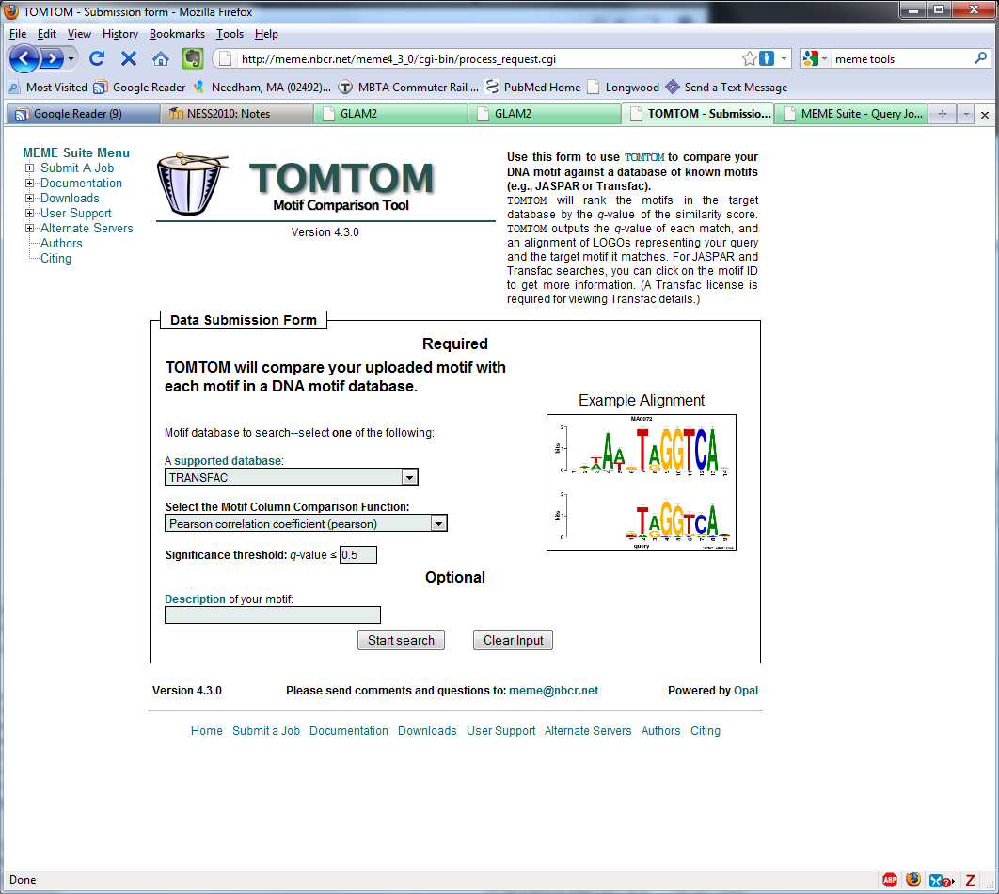 TOMTOM - Submission form - Mozilla Firefox
File Edit View History Bookmarks Tools Help
http://meme.nbcr.net/meme4_3_0/cgi-bin/process_request.cgi
meme tools
Most Visited Google Reader Needham, MA (02492)... MBTA Commuter Rail ... PubMed Home Longwood Send a Text Message
Google Reader (9) NESS2010: Notes GLAM2 GLAM2 TOMTOM - Submissio... MEME Suite - Query Jo...
MEME Suite Menu
Submit A Job
Documentation
Downloads
User Support
Alternate Servers
Authors
Citing
TOMTOM
Motif Comparison Tool
Version 4.3.0
Use this form to use TOMTOM to compare your
DNA motif against a database of known motifs
(e.g., JASPAR or Transfac).
TOMTOM will rank the motifs in the target
database by the q-value of the similarity score.
TOMTOM outputs the q-value of each match, and
an alignment of LOGOs representing your query
and the target motif it matches. For JASPAR and
Transfac searches, you can click on the motif ID
to get more information. (A Transfac license is
required for viewing Transfac details.)
Data Submission Form
Required
TOMTOM will compare your uploaded motif with
each motif in a DNA motif database.
Motif database to search--select one of the following:
A supported database:
TRANSFAC
Select the Motif Column Comparison Function:
Pearson correlation coefficient (pearson)
Significance threshold: q-value ≤ 0.5
Example Alignment
MA0072
bits
bits
query
Optional
Description of your motif:
Start search Clear Input
Version 4.3.0 Please send comments and questions to: meme@nbcr.net Powered by Opal
Home Submit a Job Documentation Downloads User Support Alternate Servers Authors Citing
Done
ABP